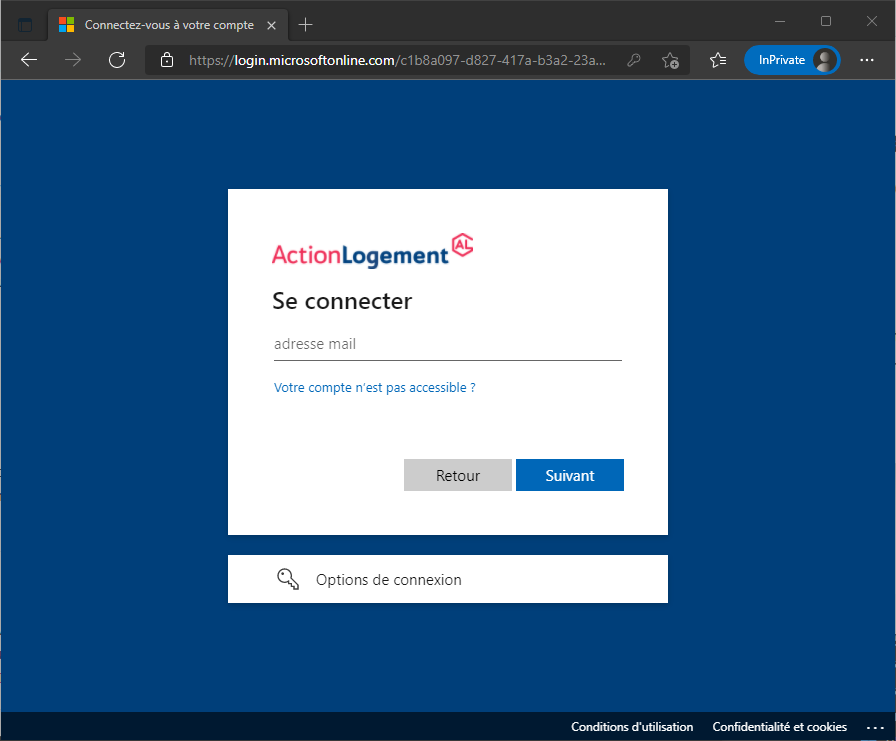 Connectez-vous à votre compte
https://login.microsoftonline.com/c1b8a097-d827-417a-b3a2-23a...
InPrivate
ActionLogement AL
Se connecter
adresse mail
Votre compte n'est pas accessible ?
Retour
Suivant
Options de connexion
Conditions d'utilisation
Confidentialité et cookies